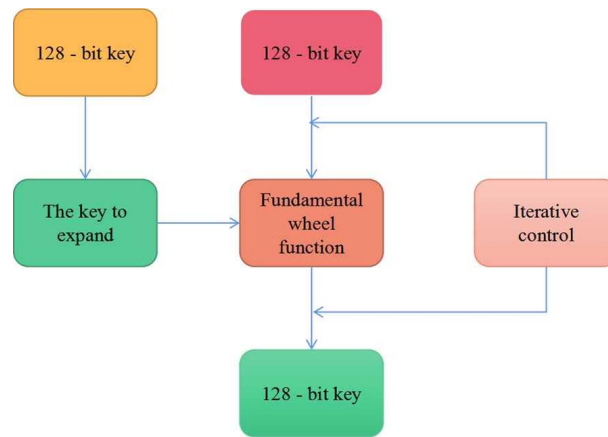 128 - bit key
128 - bit key
The key to
expand
Fundamental
wheel
function
Iterative
control
128 - bit key